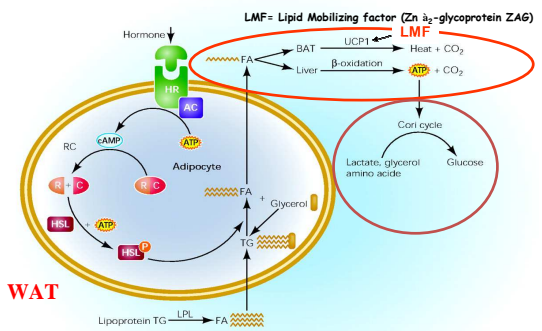 LMF= Lipid Mobilizing factor (Zn à₂-glycoprotein ZAG)
LMF
Hormone
UCP1
FA
BAT
Heat + CO₂
β-oxidation
Liver
ATP
+ CO₂
HR
AC
cAMP
ATP
RC
Adipocyte
Cori cycle
Lactate, glycerol
amino acide
Glucose
R + C
R C
FA
+
Glycerol
HSL
+ ATP
HSL
P
TG
WAT
Lipoprotein TG
LPL
FA